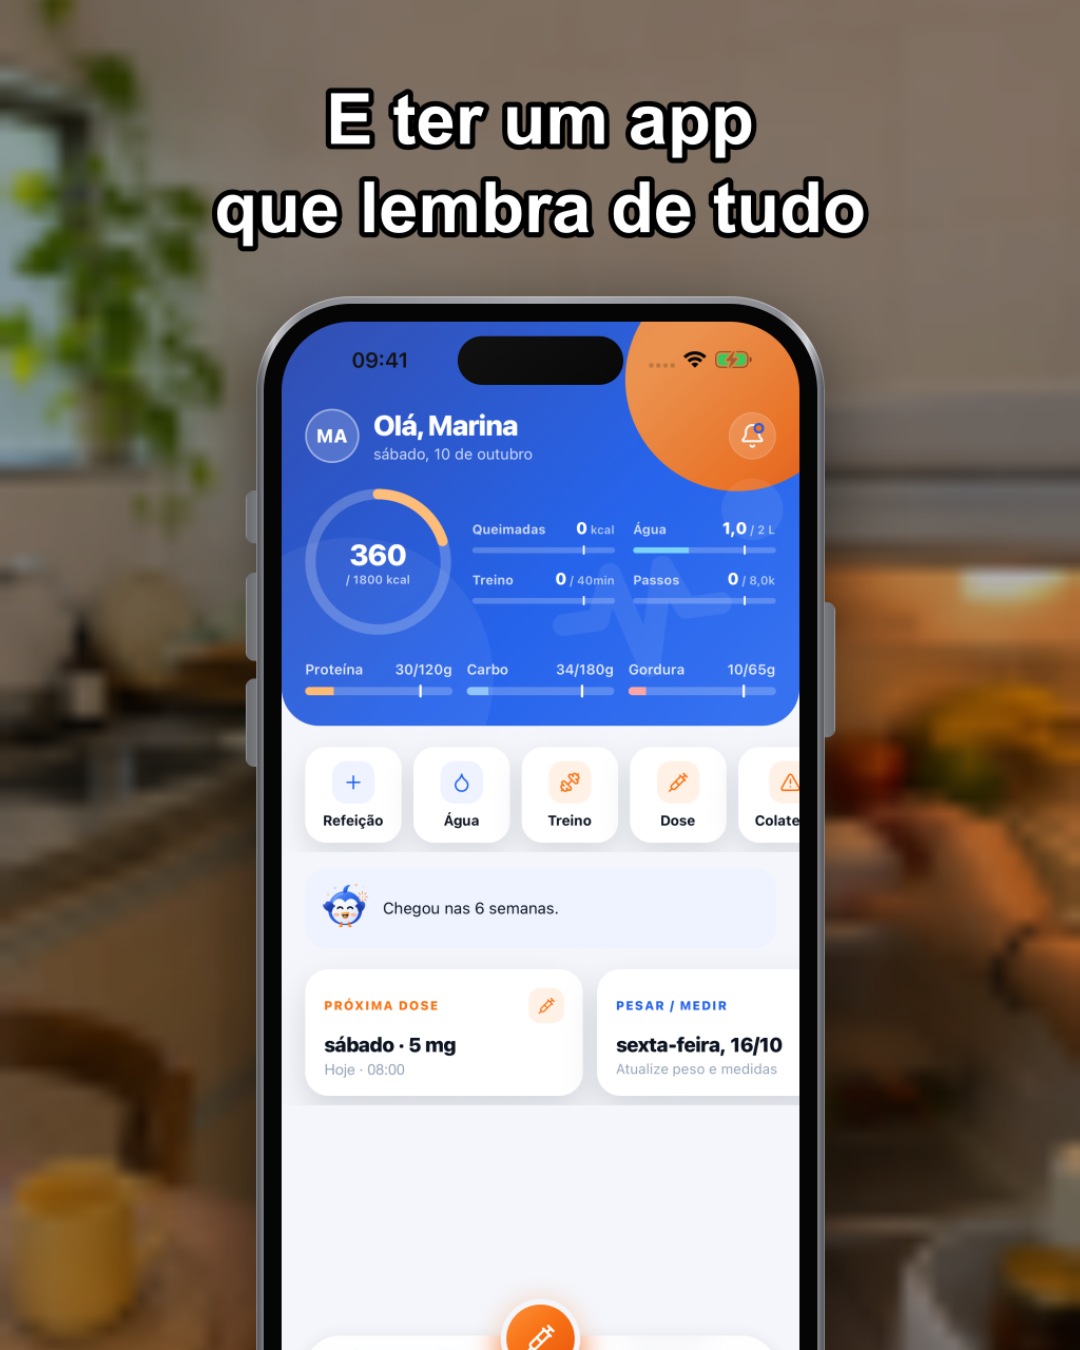 E ter um app
que lembra de tudo
09:41
MA
Olá, Marina
sábado, 10 de outubro
360
/ 1800 kcal
Queimadas 0 kcal
Água 1,0 / 2 L
Treino 0 / 40min
Passos 0 / 8,0k
Proteína 30/120g
Carbo 34/180g
Gordura 10/65g
Refeição
Água
Treino
Dose
Colate
Chegou nas 6 semanas.
PRÓXIMA DOSE
sábado · 5 mg
Hoje · 08:00
PESAR / MEDIR
sexta-feira, 16/10
Atualize peso e medidas